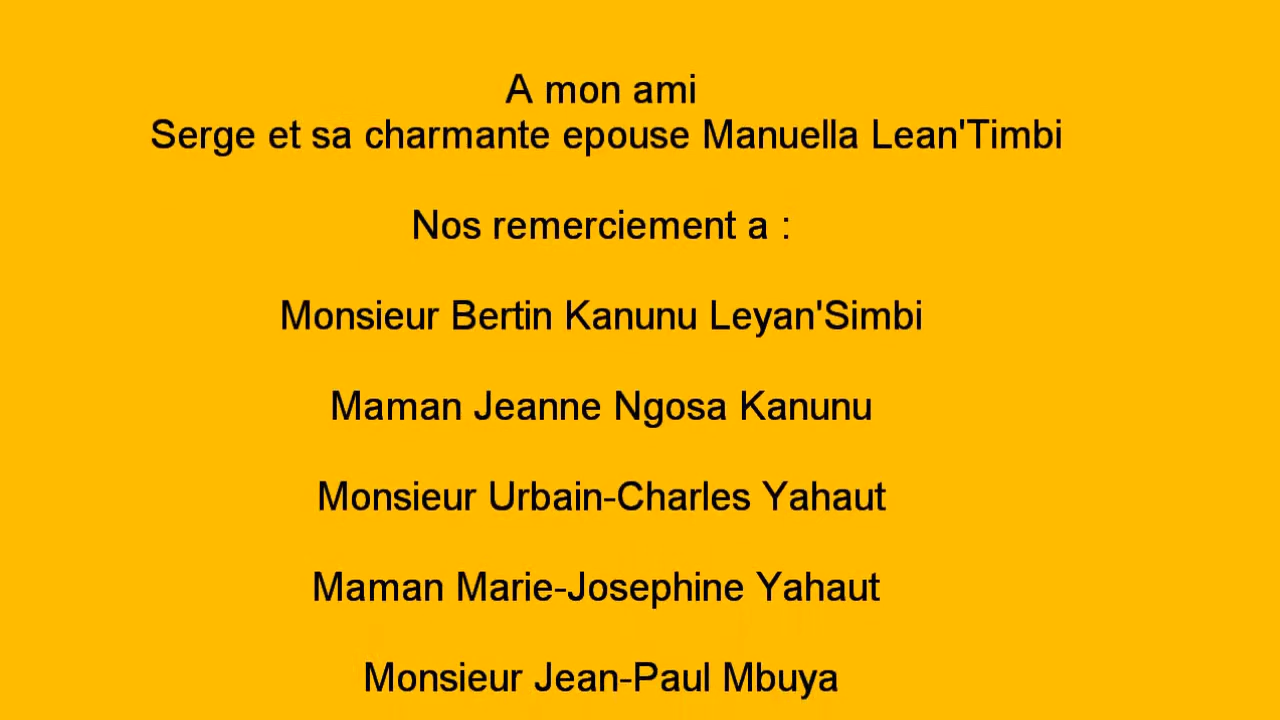 A mon ami
Serge et sa charmante epouse Manuella Lean'Timbi
Nos remerciement a :
Monsieur Bertin Kanunu Leyan'Simbi
Maman Jeanne Ngosa Kanunu
Monsieur Urbain-Charles Yahaut
Maman Marie-Josephine Yahaut
Monsieur Jean-Paul Mbuya